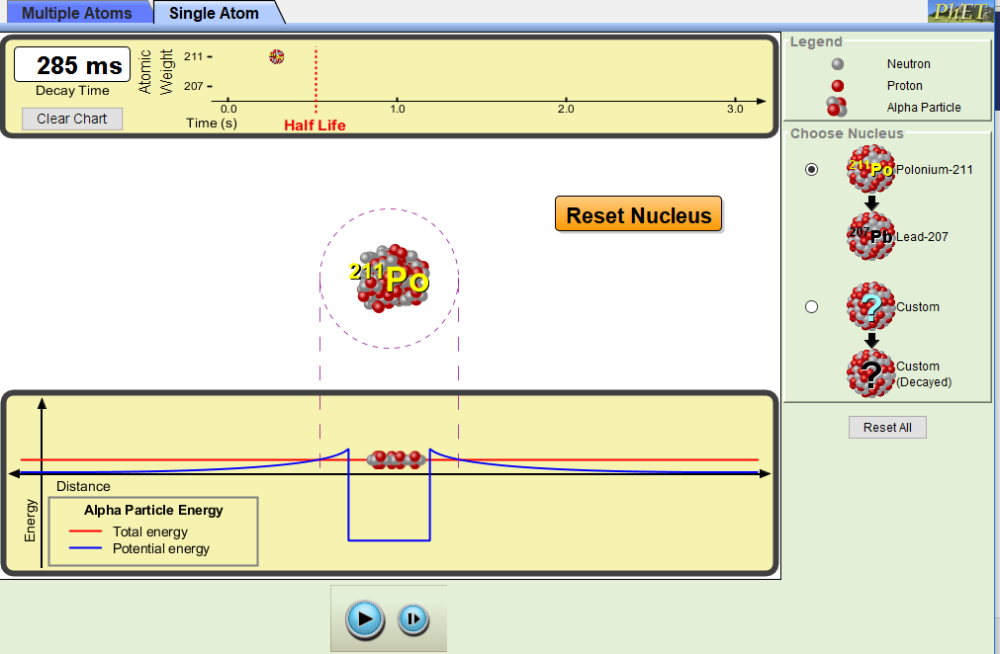 Multiple Atoms
Single Atom
PhET
285 ms
Decay Time
Clear Chart
Atomic
Weight
211
207
0.0
1.0
2.0
3.0
Time (s)
Half Life
Legend
Neutron
Proton
Alpha Particle
Choose Nucleus
211Po
Polonium-211
207Pb
Lead-207
?
Custom
?
Custom
(Decayed)
Reset All
Reset Nucleus
211Po
Distance
Energy
Alpha Particle Energy
Total energy
Potential energy